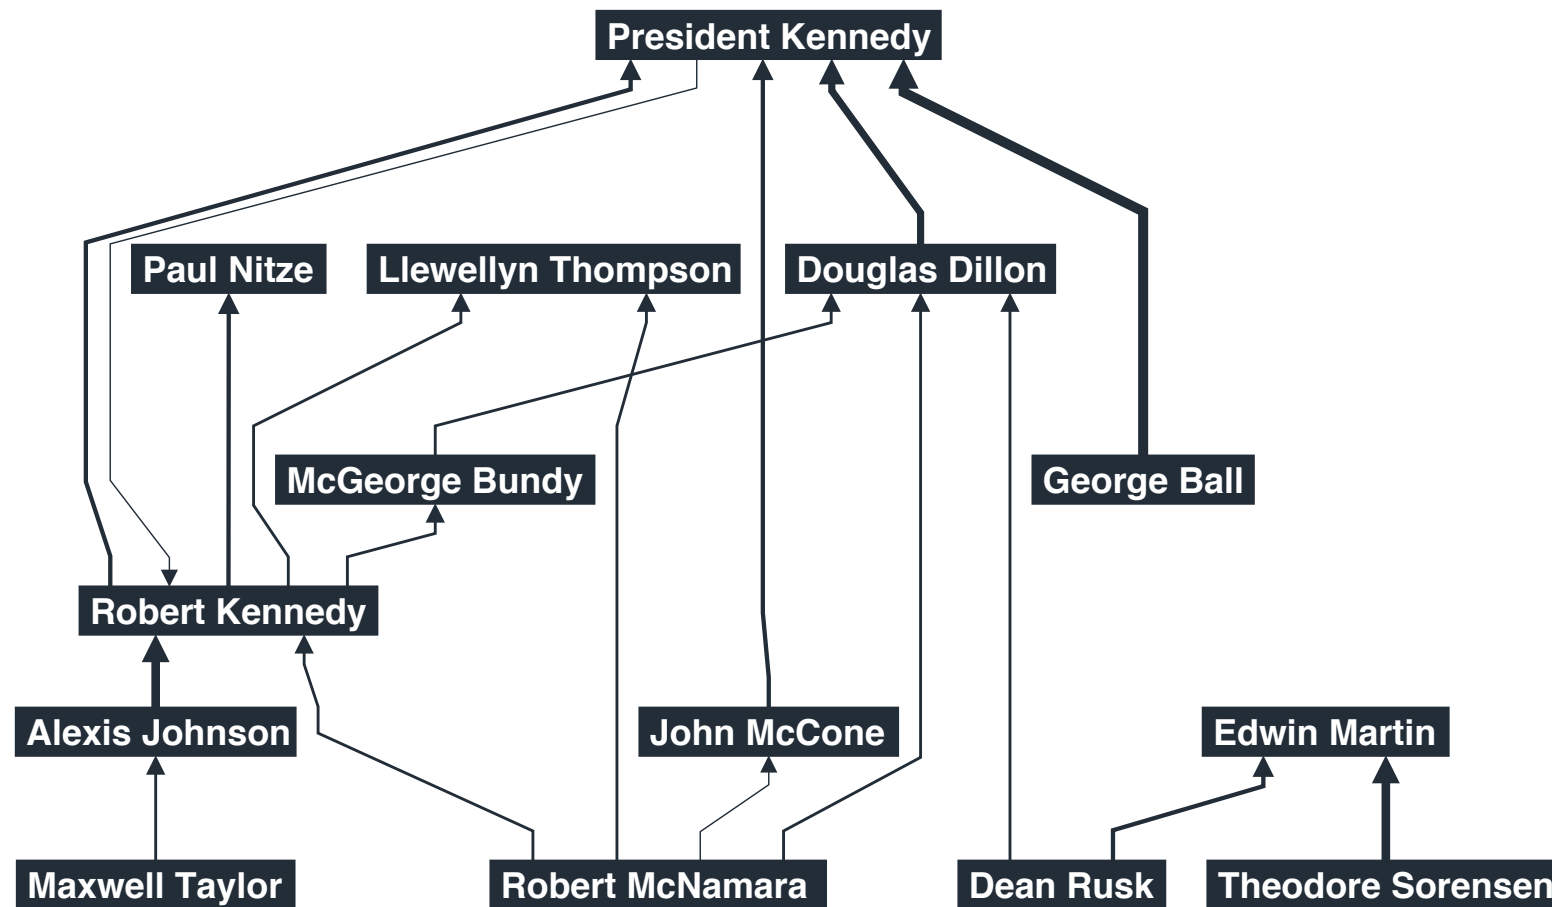 President Kennedy
Paul Nitze
Llewellyn Thompson
Douglas Dillon
McGeorge Bundy
George Ball
Robert Kennedy
Alexis Johnson
John McCone
Edwin Martin
Maxwell Taylor
Robert McNamara
Dean Rusk
Theodore Sorensen